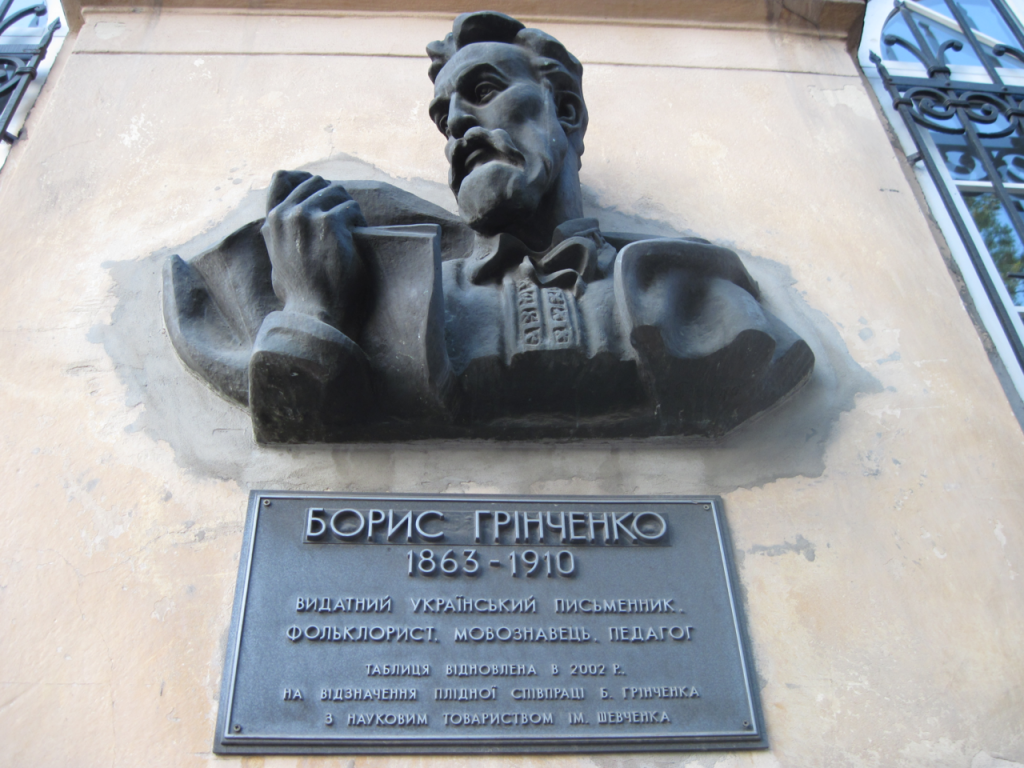 БОРИС ГРІНЧЕНКО
1863-1910
ВИДАТНИЙ УКРАЇНСЬКИЙ ПИСЬМЕННИК,
ФОЛЬКЛОРИСТ, МОВОЗНАВЕЦЬ, ПЕДАГОГ
ТАБЛИЦЯ ВІДНОВЛЕНА В 2002 Р.,
НА ВІДЗНАЧЕННЯ ПЛІДНОЇ СПІВПРАЦІ Б. ГРІНЧЕНКА
З НАУКОВИМ ТОВАРИСТВОМ ІМ. ШЕВЧЕНКА